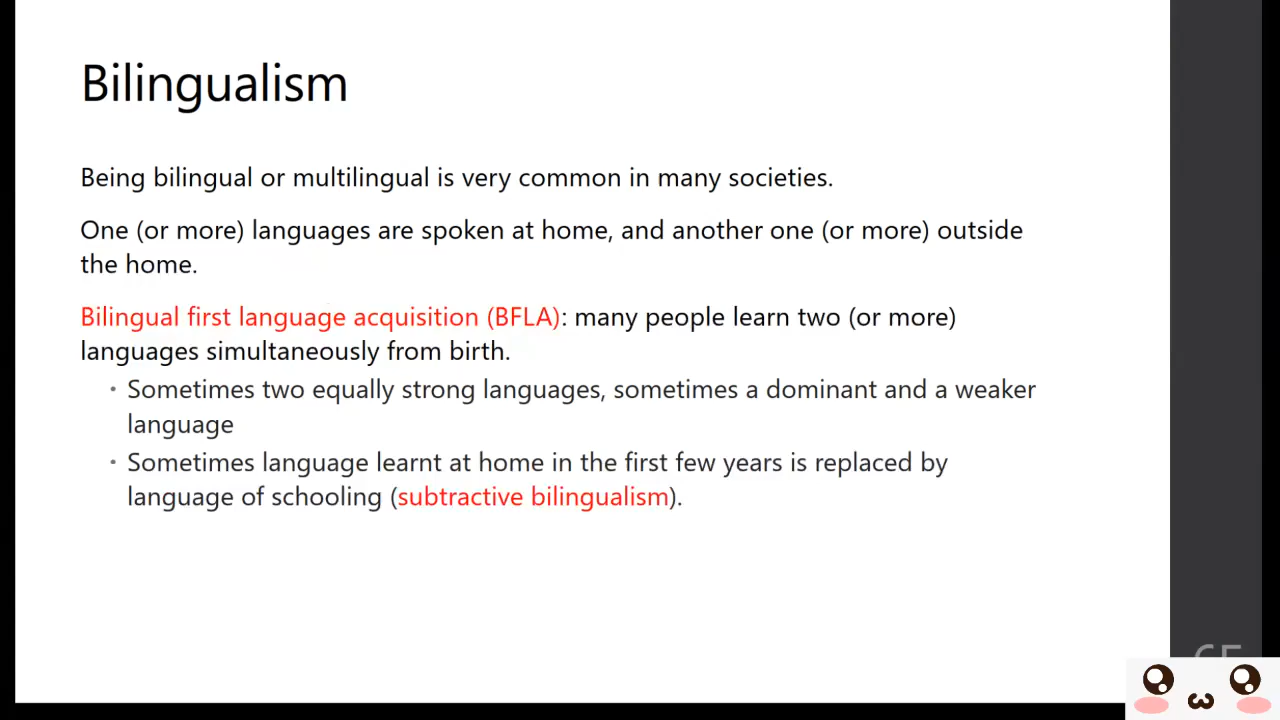 Bilingualism
Being bilingual or multilingual is very common in many societies.
One (or more) languages are spoken at home, and another one (or more) outside
the home.
Bilingual first language acquisition (BFLA): many people learn two (or more)
languages simultaneously from birth.
• Sometimes two equally strong languages, sometimes a dominant and a weaker
language
• Sometimes language learnt at home in the first few years is replaced by
language of schooling (subtractive bilingualism).